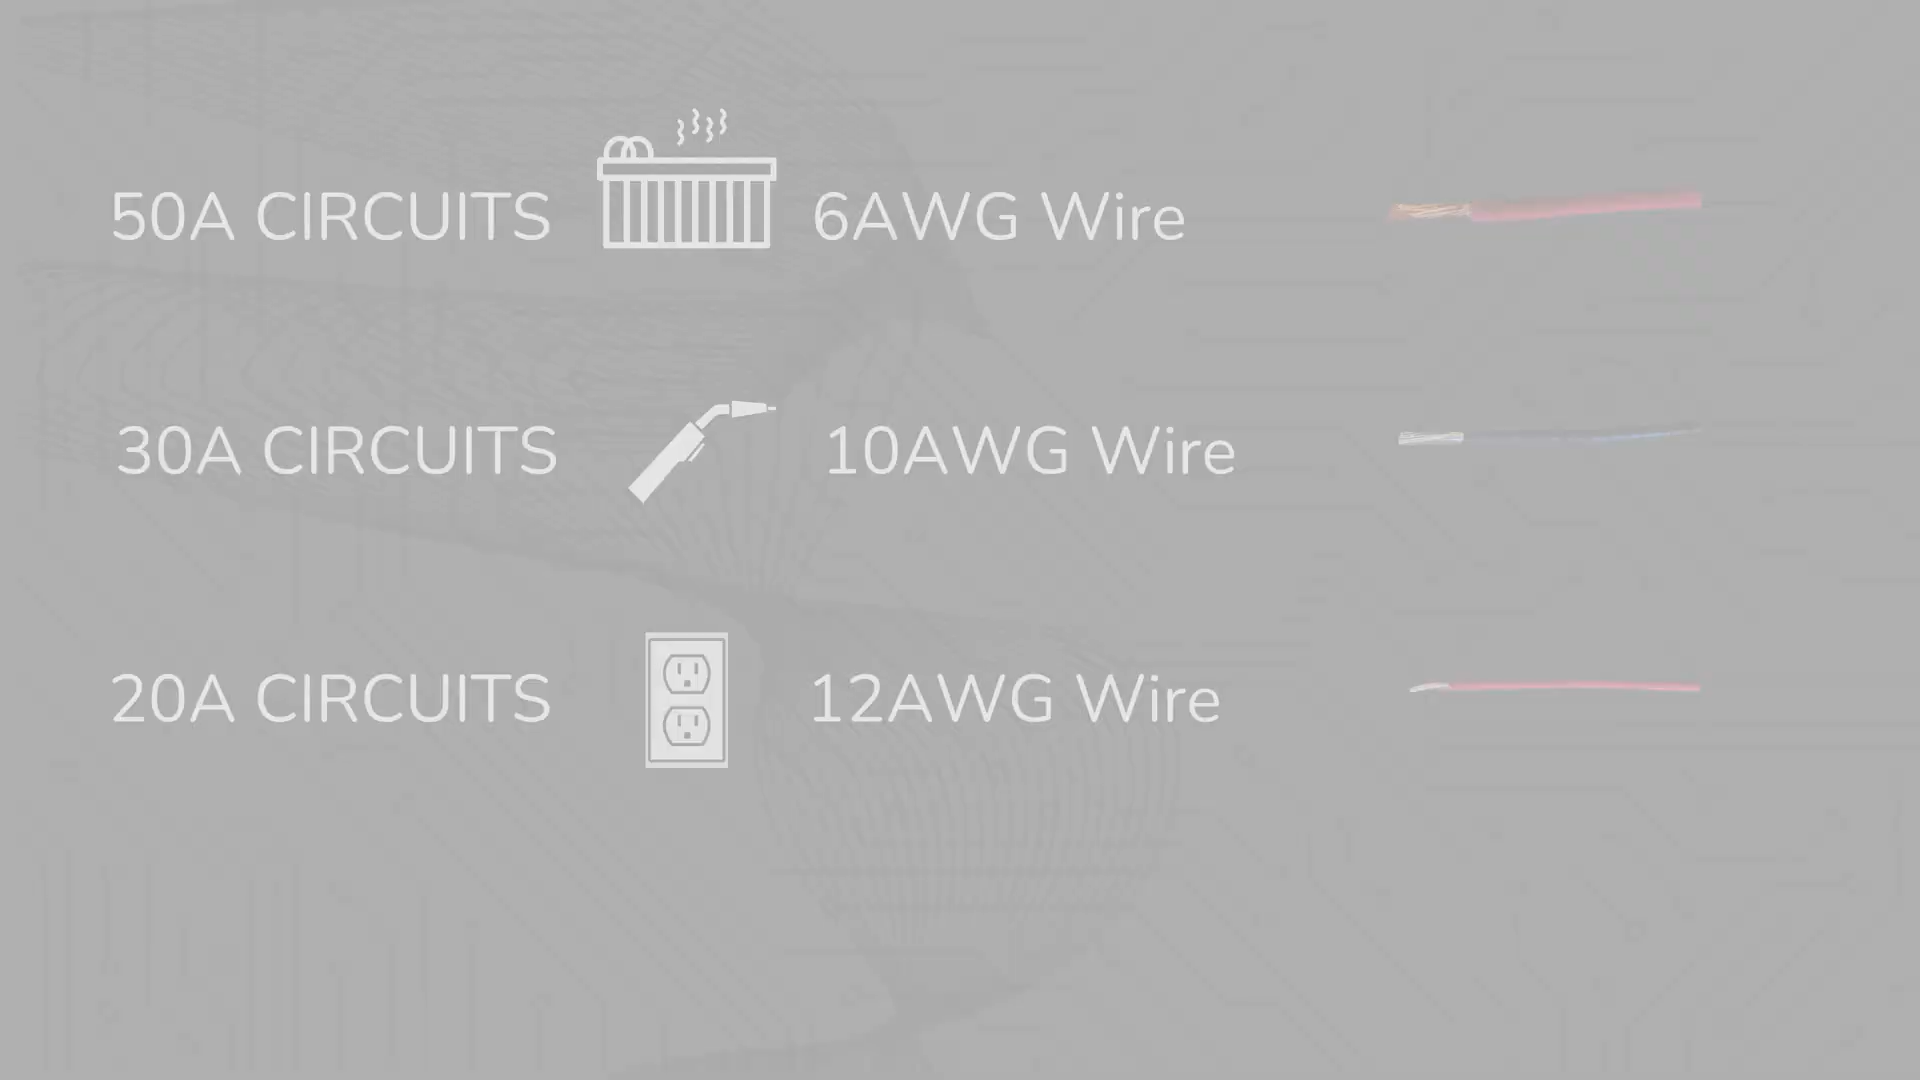 50A CIRCUITS 6AWG Wire
30A CIRCUITS 10AWG Wire
20A CIRCUITS 12AWG Wire